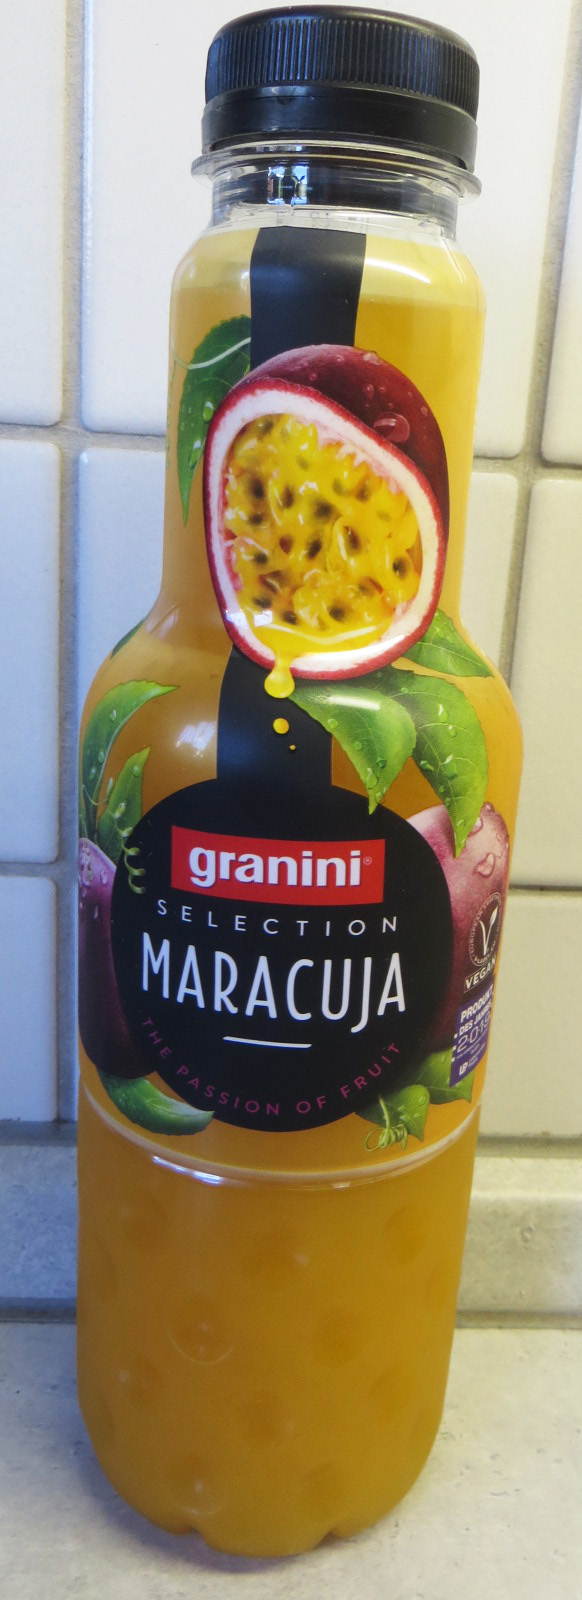 granini®
SELECTION
MARACUJA
THE PASSION OF FRUIT
VEGAN
PRODUKT
DES JAHRES
2019